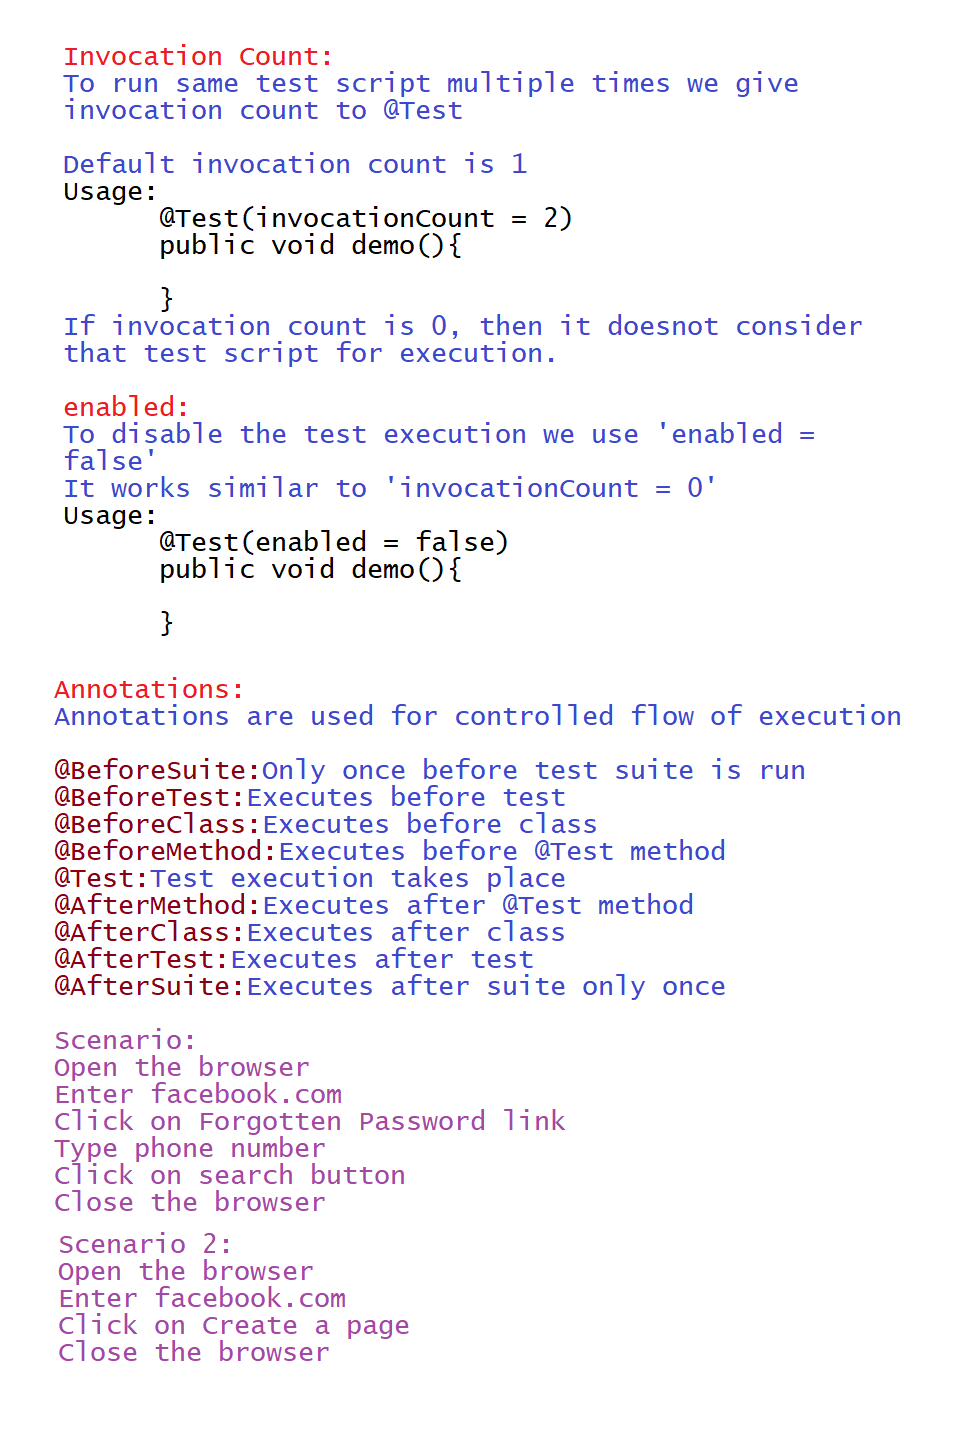 Invocation Count:
To run same test script multiple times we give
invocation count to @Test
Default invocation count is 1
Usage:
@Test(invocationCount = 2)
public void demo(){
}
If invocation count is 0, then it doesnot consider
that test script for execution.
enabled:
To disable the test execution we use 'enabled =
false'
It works similar to 'invocationCount = 0'
Usage:
@Test(enabled = false)
public void demo(){
}
Annotations:
Annotations are used for controlled flow of execution
@BeforeSuite:Only once before test suite is run
@BeforeTest:Executes before test
@BeforeClass:Executes before class
@BeforeMethod:Executes before @Test method
@Test:Test execution takes place
@AfterMethod:Executes after @Test method
@AfterClass:Executes after class
@AfterTest:Executes after test
@AfterSuite:Executes after suite only once
Scenario:
Open the browser
Enter facebook.com
Click on Forgotten Password link
Type phone number
Click on search button
Close the browser
Scenario 2:
Open the browser
Enter facebook.com
Click on Create a page
Close the browser